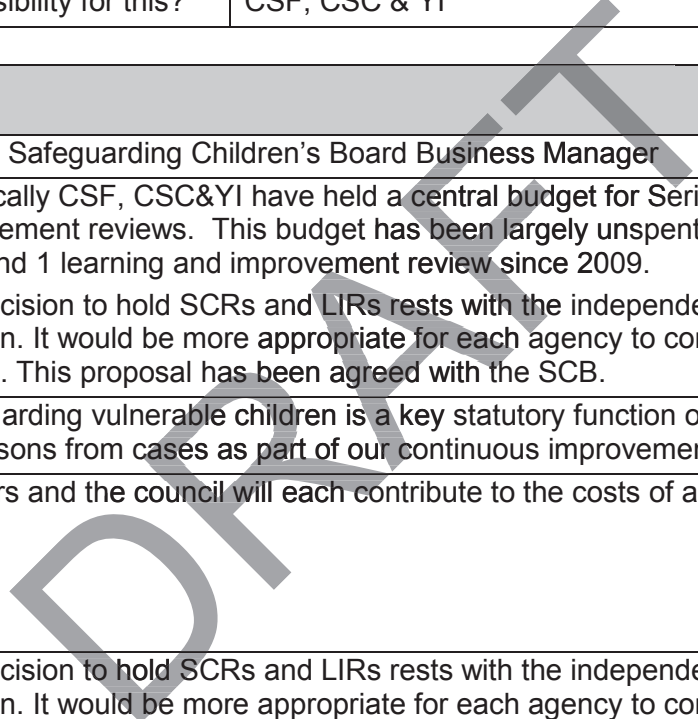 sibility for this? CSF, CSC & YI
Safeguarding Children's Board Business Manager
cally CSF, CSC&YI have held a central budget for Seri
ement reviews. This budget has been largely unspent
nd 1 learning and improvement review since 2009.
cision to hold SCRs and LIRs rests with the independe
n. It would be more appropriate for each agency to co
. This proposal has been agreed with the SCB.
arding vulnerable children is a key statutory function o
sons from cases as part of our continuous improvemen
rs and the council will each contribute to the costs of a
cision to hold SCRs and LIRs rests with the independe
n. It would be more appropriate for each agency to co
DRAFT